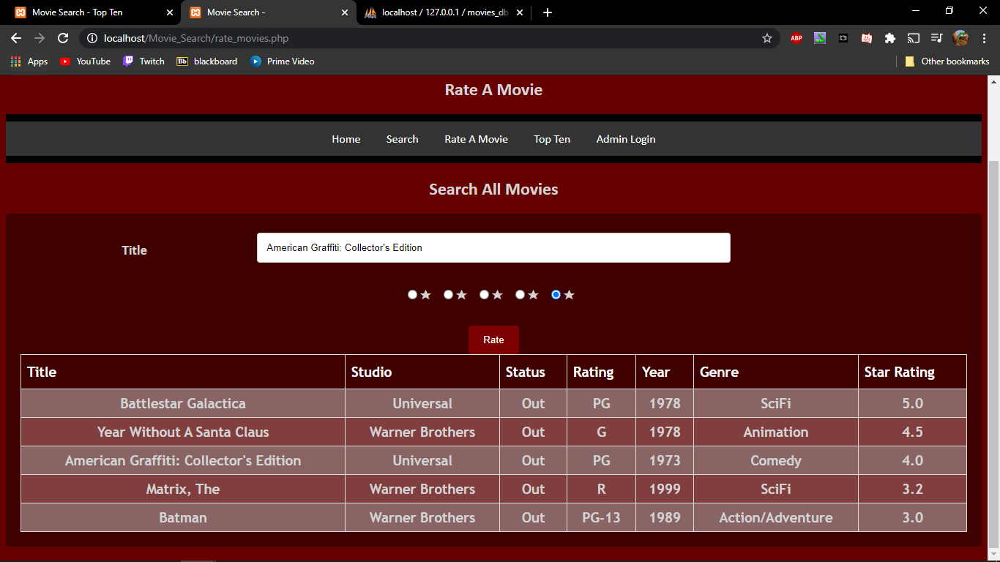 Movie Search - Top Ten
Movie Search -
localhost / 127.0.0.1 / movies_db
localhost/Movie_Search/rate_movies.php
ABP
Apps
YouTube
Twitch
Bb
blackboard
Prime Video
Other bookmarks
Rate A Movie
Home Search Rate A Movie Top Ten Admin Login
Search All Movies
Title American Graffiti: Collector's Edition
Rate
Title Studio Status Rating Year Genre Star Rating
Battlestar Galactica Universal Out PG 1978 SciFi 5.0
Year Without A Santa Claus Warner Brothers Out G 1978 Animation 4.5
American Graffiti: Collector's Edition Universal Out PG 1973 Comedy 4.0
Matrix, The Warner Brothers Out R 1999 SciFi 3.2
Batman Warner Brothers Out PG-13 1989 Action/Adventure 3.0